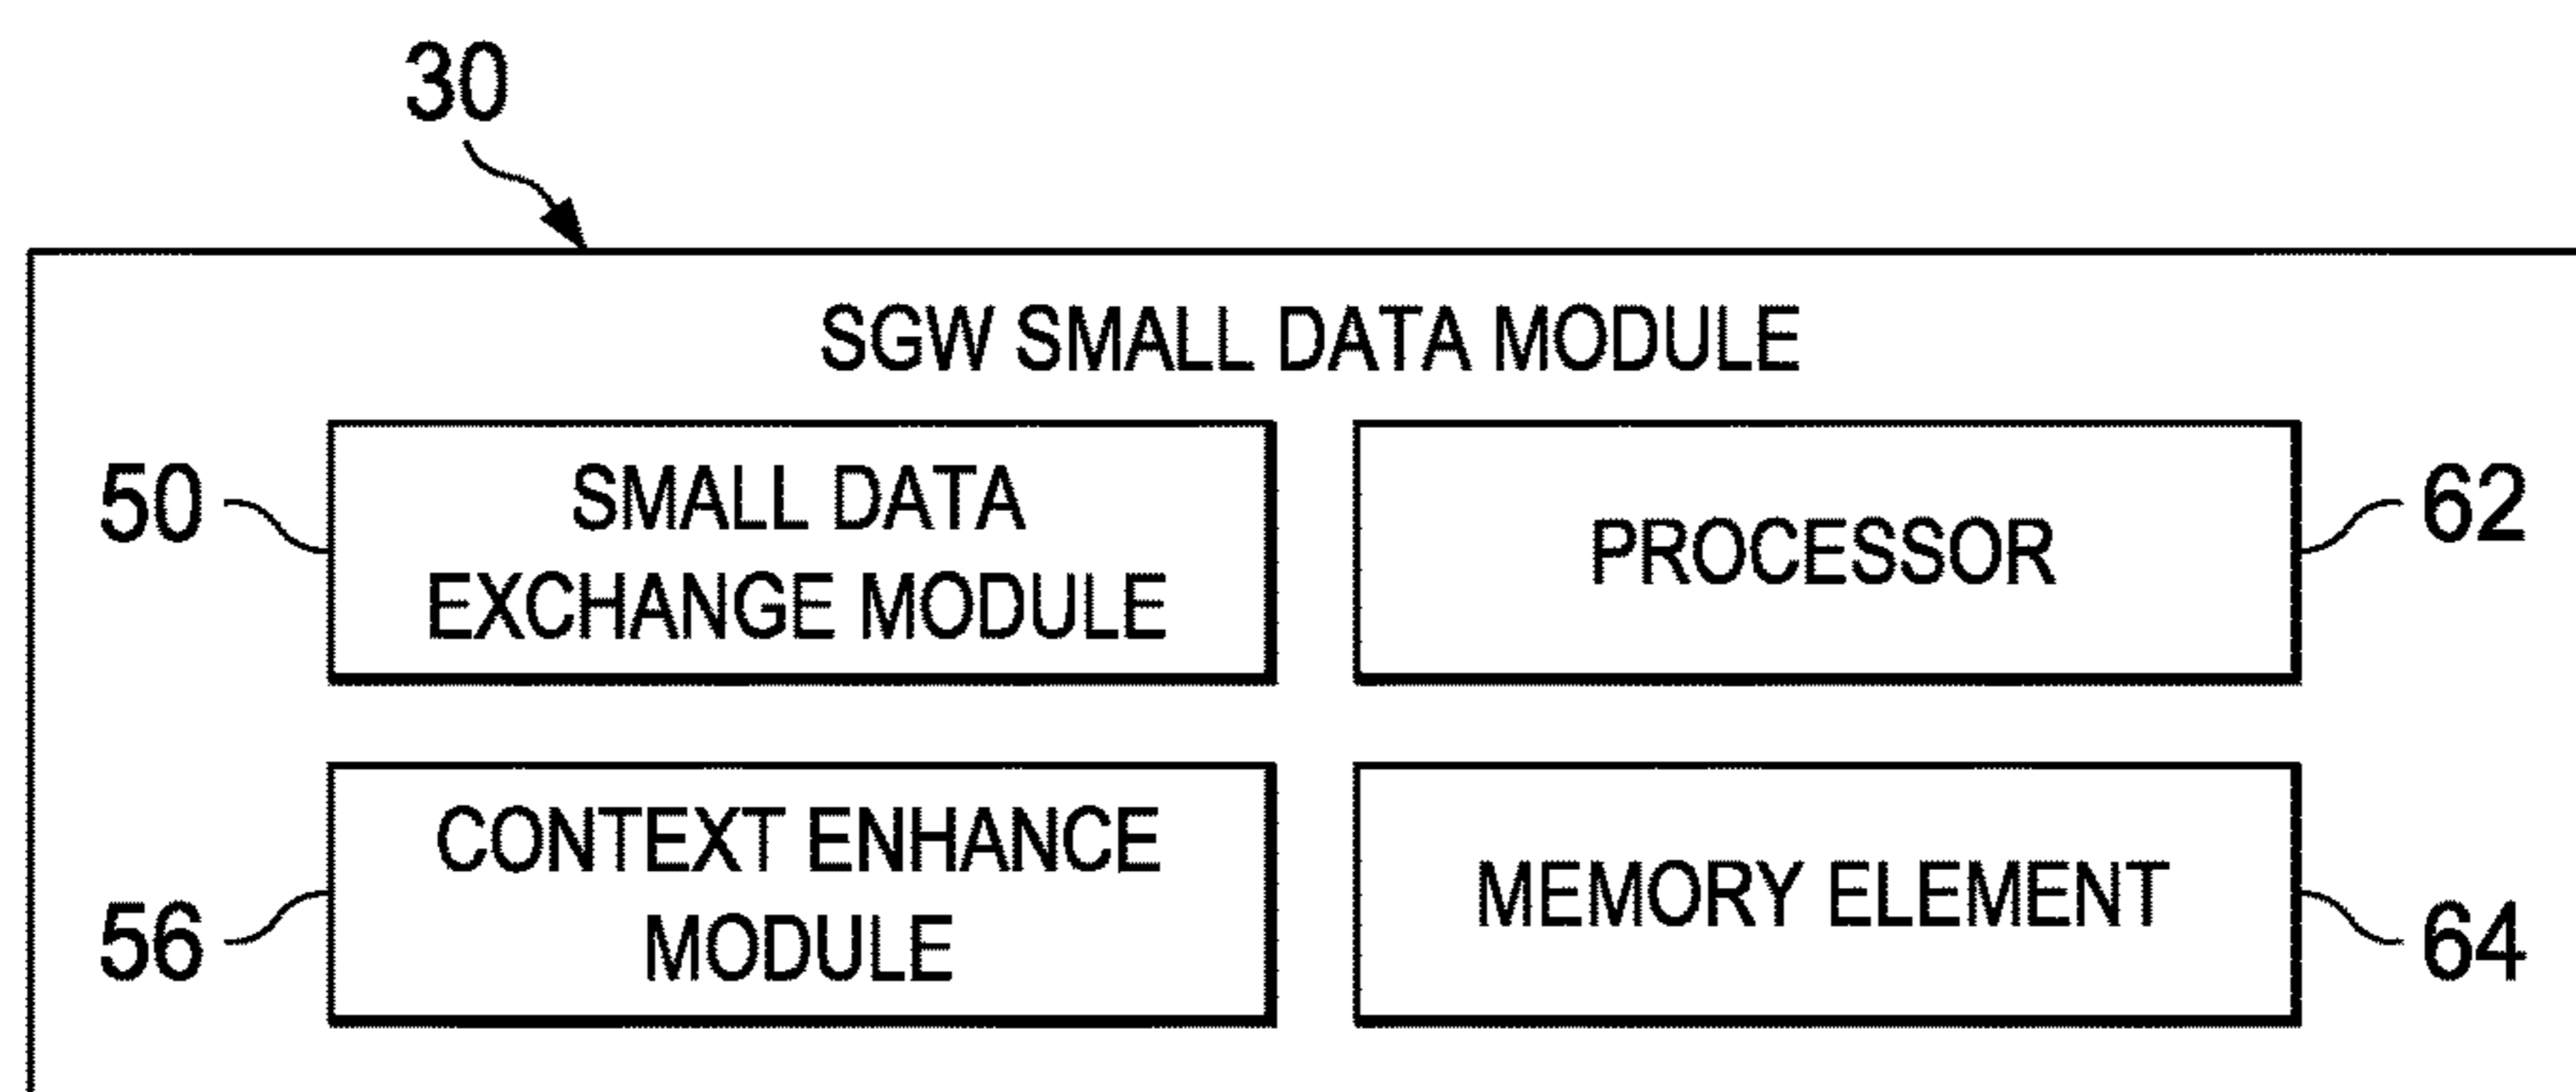 30
SGW SMALL DATA MODULE
50
SMALL DATA
EXCHANGE MODULE
PROCESSOR
62
56
CONTEXT ENHANCE
MODULE
MEMORY ELEMENT
64